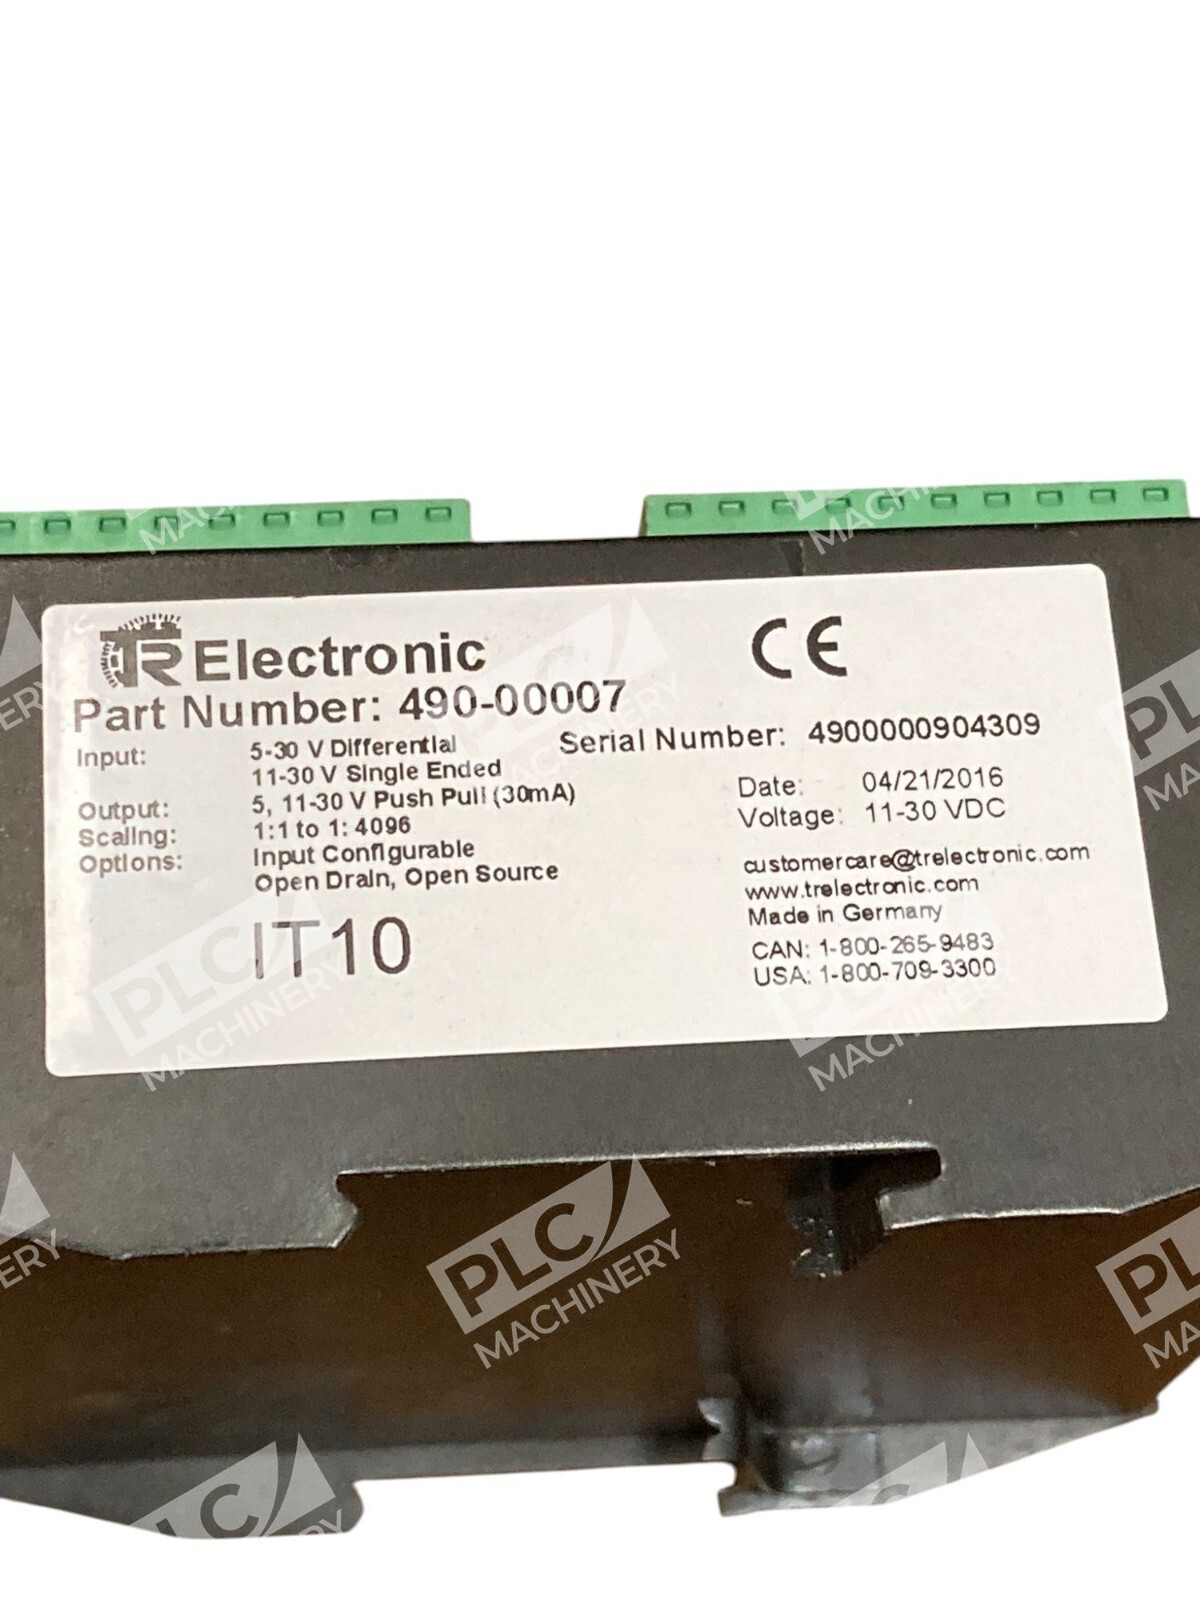 TR Electronic
CE
Part Number: 490-00007
Input: 5-30 V Differential
11-30 V Single Ended
Output: 5, 11-30 V Push Pull (30mA)
Scaling: 1:1 to 1: 4096
Options: Input Configurable
Open Drain, Open Source
IT10
Serial Number: 4900000904309
Date: 04/21/2016
Voltage: 11-30 VDC
customercare@trelectronic.com
www.trelectronic.com
Made in Germany
CAN: 1-800-265-9483
USA: 1-800-709-3300
PLC
MACHINERY